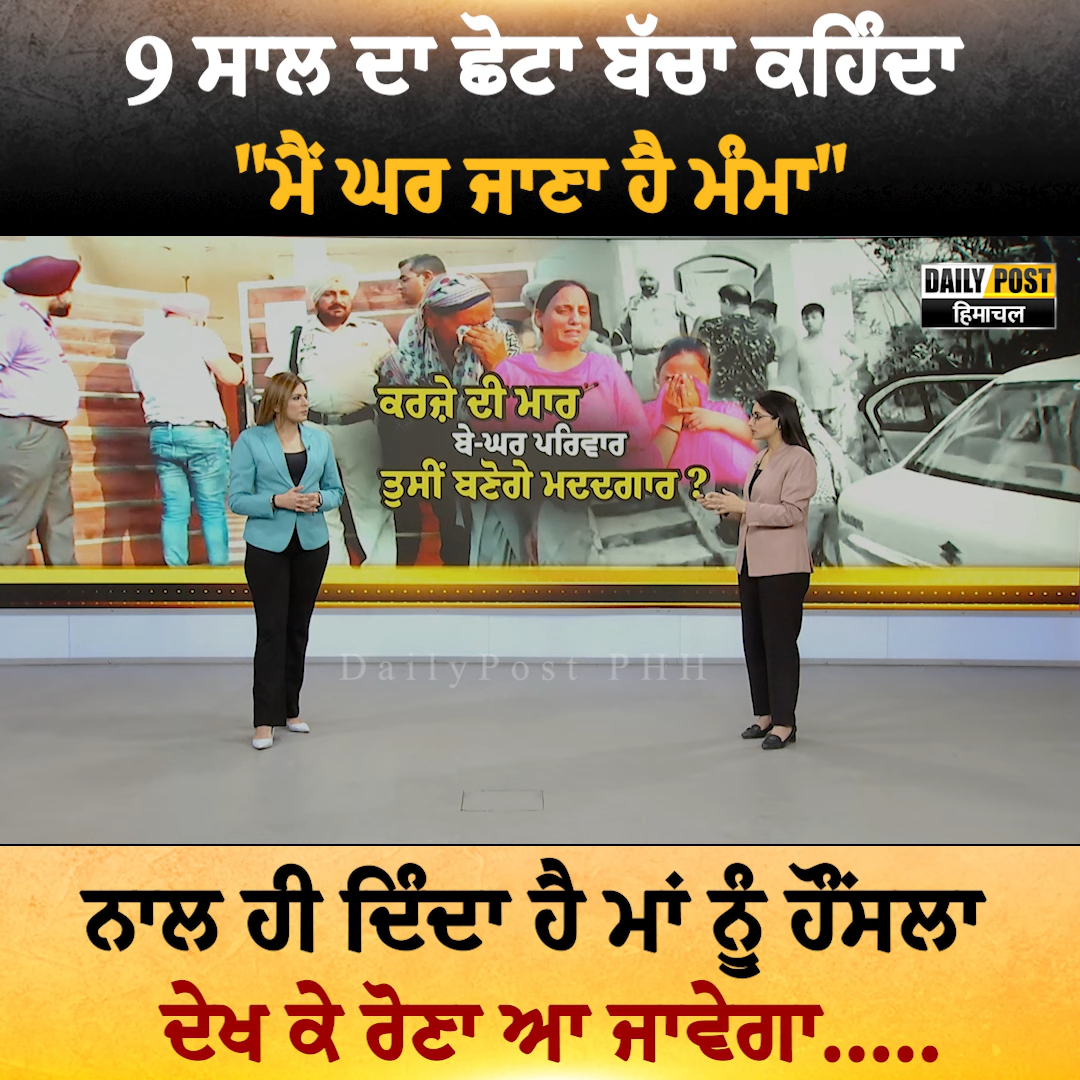 9 ਸਾਲ ਦਾ ਛੋਟਾ ਬੱਚਾ ਕਹਿੰਦਾ
"ਮੈਂ ਘਰ ਜਾਣਾ ਹੈ ਮੰਮਾ"
DAILY POST
हिमाचल
ਕਰਜ਼ੇ ਦੀ ਮਾਰ
ਬੇ-ਘਰ ਪਰਿਵਾਰ
ਤੁਸੀਂ ਬਣੋਗੇ ਮਦਦਗਾਰ ?
DailyPost PHH
ਨਾਲ ਹੀ ਦਿੰਦਾ ਹੈ ਮਾਂ ਨੂੰ ਹੌਂਸਲਾ
ਦੇਖ ਕੇ ਰੋਣਾ ਆ ਜਾਵੇਗਾ.....